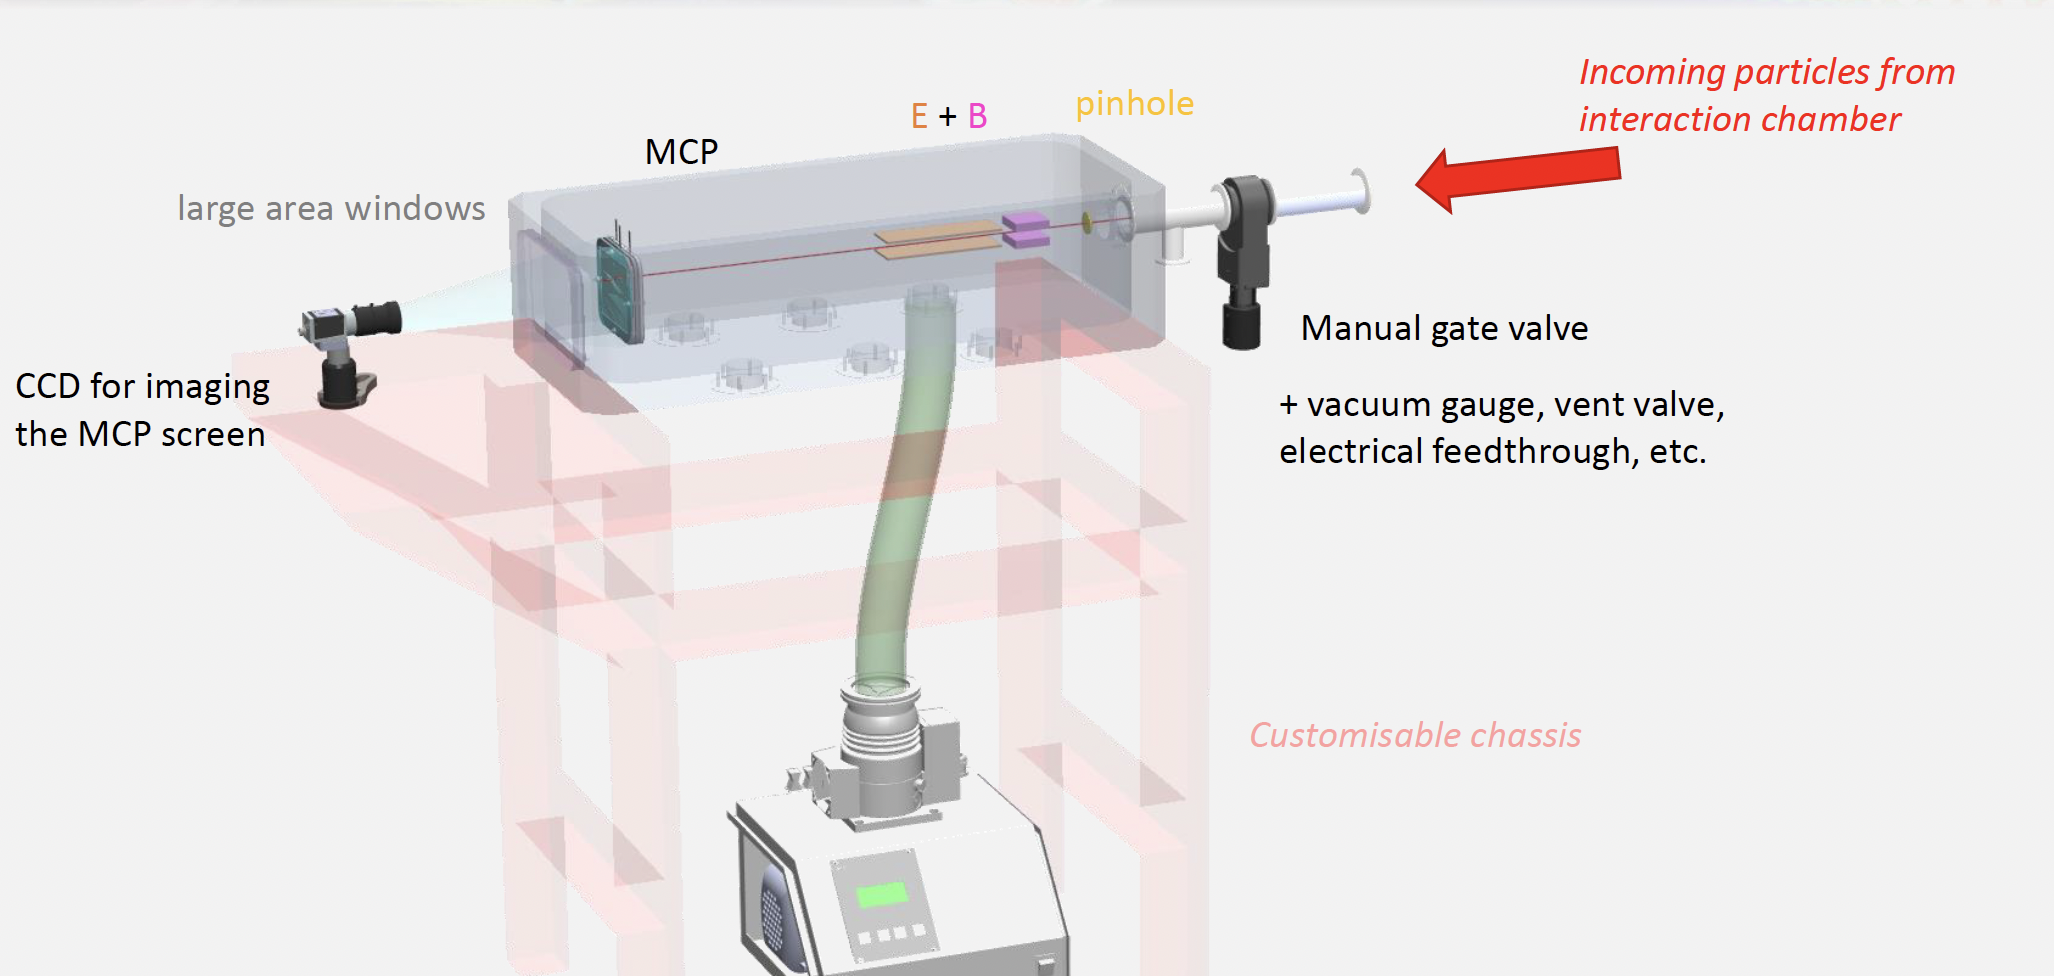 Incoming particles from
interaction chamber
pinhole
E + B
MCP
large area windows
Manual gate valve
CCD for imaging
the MCP screen
+ vacuum gauge, vent valve,
electrical feedthrough, etc.
Customisable chassis